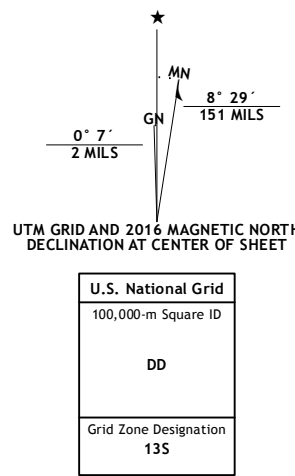 MN
GN
8° 29´
151 MILS
0° 7´
2 MILS
UTM GRID AND 2016 MAGNETIC NORTH
DECLINATION AT CENTER OF SHEET
U.S. National Grid
100,000-m Square ID
DD
Grid Zone Designation
13S